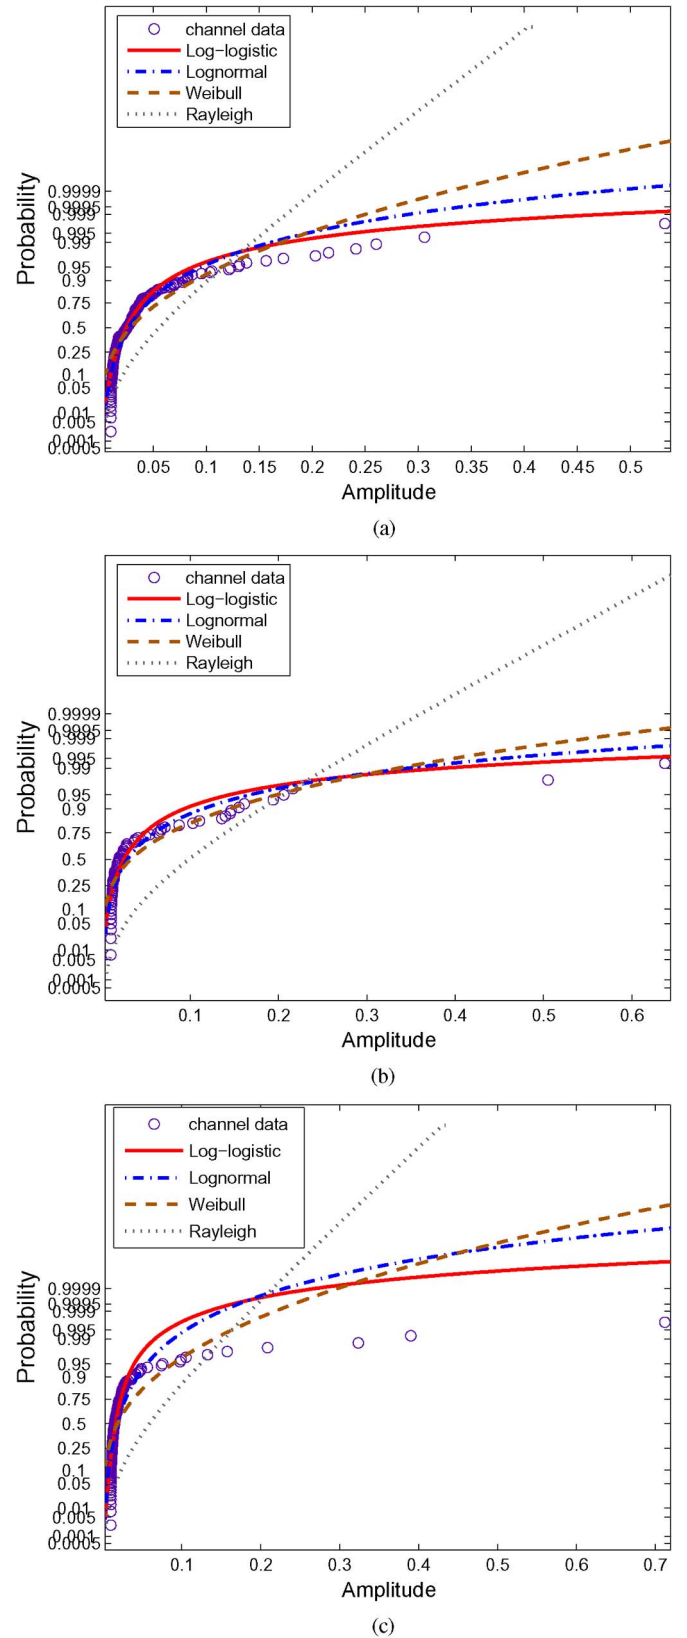 channel data
Log-logistic
Lognormal
Weibull
Rayleigh
Probability
0.9999
0.9995
0.999
0.995
0.99
0.95
0.9
0.75
0.5
0.25
0.1
0.05
0.01
0.005
0.001
0.0005
0.05 0.1 0.15 0.2 0.25 0.3 0.35 0.4 0.45 0.5
Amplitude
(a)
channel data
Log-logistic
Lognormal
Weibull
Rayleigh
Probability
0.9999
0.9995
0.999
0.995
0.99
0.95
0.9
0.75
0.5
0.25
0.1
0.05
0.01
0.005
0.001
0.0005
0.1 0.2 0.3 0.4 0.5 0.6
Amplitude
(b)
channel data
Log-logistic
Lognormal
Weibull
Rayleigh
Probability
0.9999
0.9995
0.999
0.995
0.99
0.95
0.9
0.75
0.5
0.25
0.1
0.05
0.01
0.005
0.001
0.0005
0.1 0.2 0.3 0.4 0.5 0.6 0.7
Amplitude
(c)